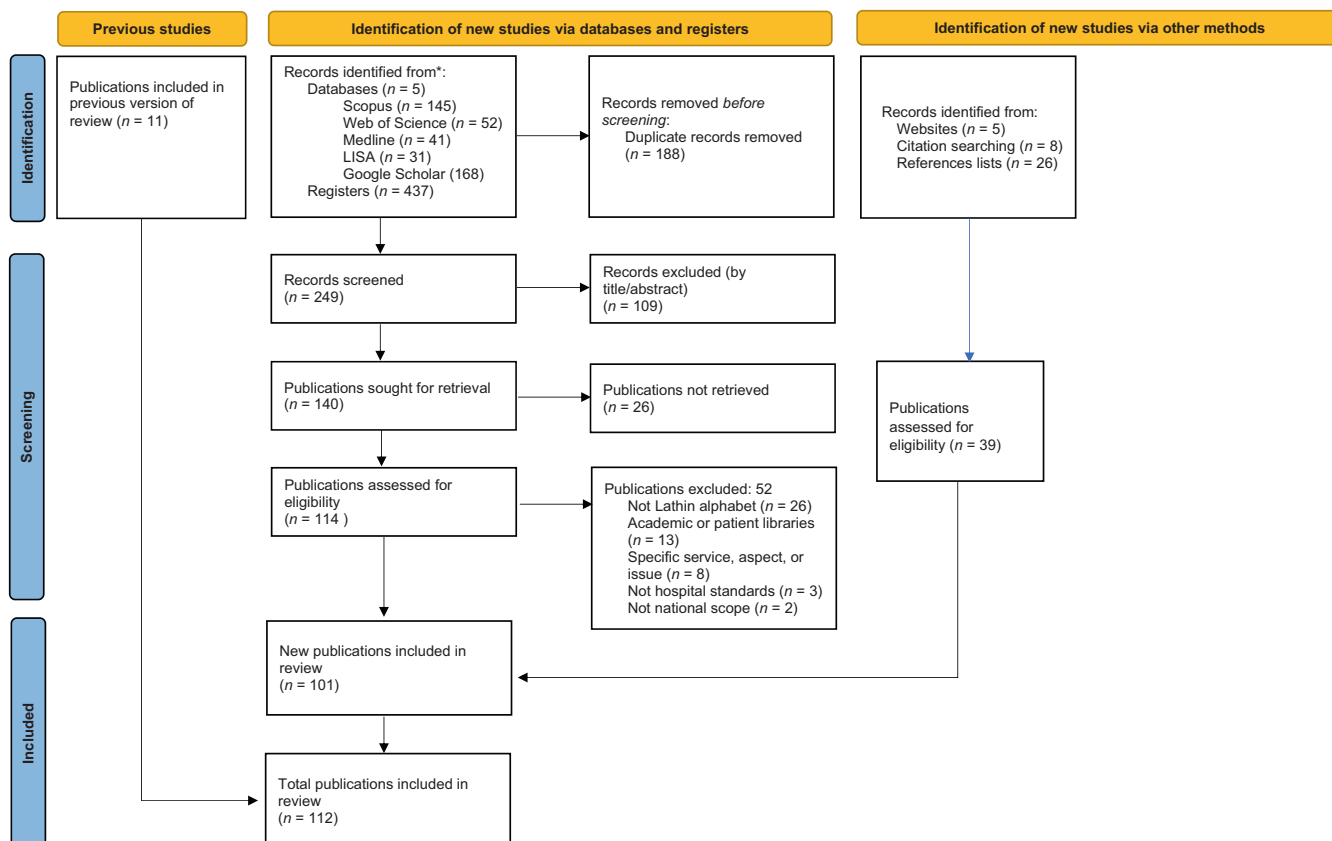 Previous studies
Identification of new studies via databases and registers
Identification of new studies via other methods
Identification
Publications included in
previous version of
review (n = 11)
Records identified from*:
Databases (n = 5)
Scopus (n = 145)
Web of Science (n = 52)
Medline (n = 41)
LISA (n = 31)
Google Scholar (168)
Registers (n = 437)
Records removed before
screening:
Duplicate records removed
(n = 188)
Records identified from:
Websites (n = 5)
Citation searching (n = 8)
References lists (n = 26)
Screening
Records screened
(n = 249)
Records excluded (by
title/abstract)
(n = 109)
Publications sought for retrieval
(n = 140)
Publications not retrieved
(n = 26)
Publications
assessed for
eligibility (n = 39)
Publications assessed for
eligibility
(n = 114 )
Publications excluded: 52
Not Lathin alphabet (n = 26)
Academic or patient libraries
(n = 13)
Specific service, aspect, or
issue (n = 8)
Not hospital standards (n = 3)
Not national scope (n = 2)
Included
New publications included in
review
(n = 101)
Total publications included in
review
(n = 112)